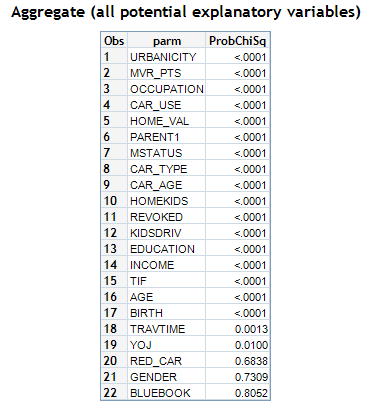 Aggregate (all potential explanatory variables)
Obs parm ProbChiSq
1 URBANICITY <.0001
2 MVR_PTS <.0001
3 OCCUPATION <.0001
4 CAR_USE <.0001
5 HOME_VAL <.0001
6 PARENT1 <.0001
7 MSTATUS <.0001
8 CAR_TYPE <.0001
9 CAR_AGE <.0001
10 HOMEKIDS <.0001
11 REVOKED <.0001
12 KIDSDRIV <.0001
13 EDUCATION <.0001
14 INCOME <.0001
15 TIF <.0001
16 AGE <.0001
17 BIRTH <.0001
18 TRAVTIME 0.0013
19 YOJ 0.0100
20 RED_CAR 0.6838
21 GENDER 0.7309
22 BLUEBOOK 0.8052